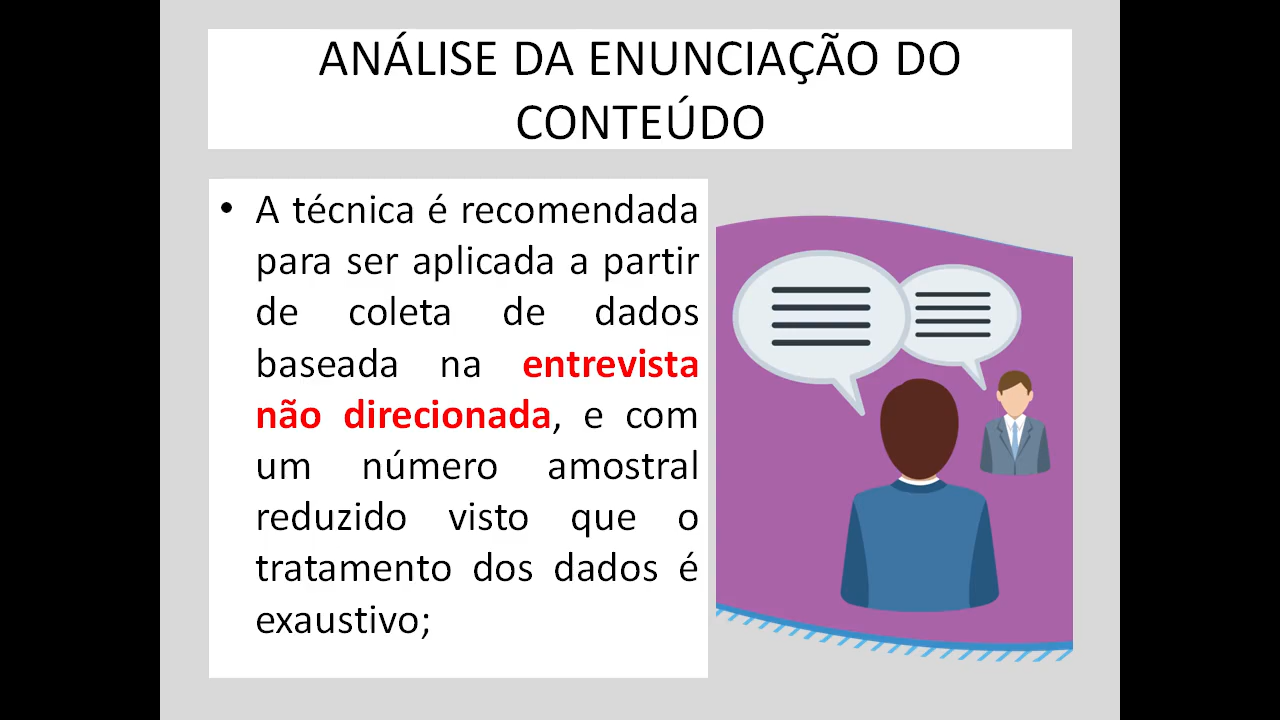 ANÁLISE DA ENUNCIAÇÃO DO
CONTEÚDO
• A técnica é recomendada
para ser aplicada a partir
de coleta de dados
baseada na entrevista
não direcionada, e com
um número amostral
reduzido visto que o
tratamento dos dados é
exaustivo;